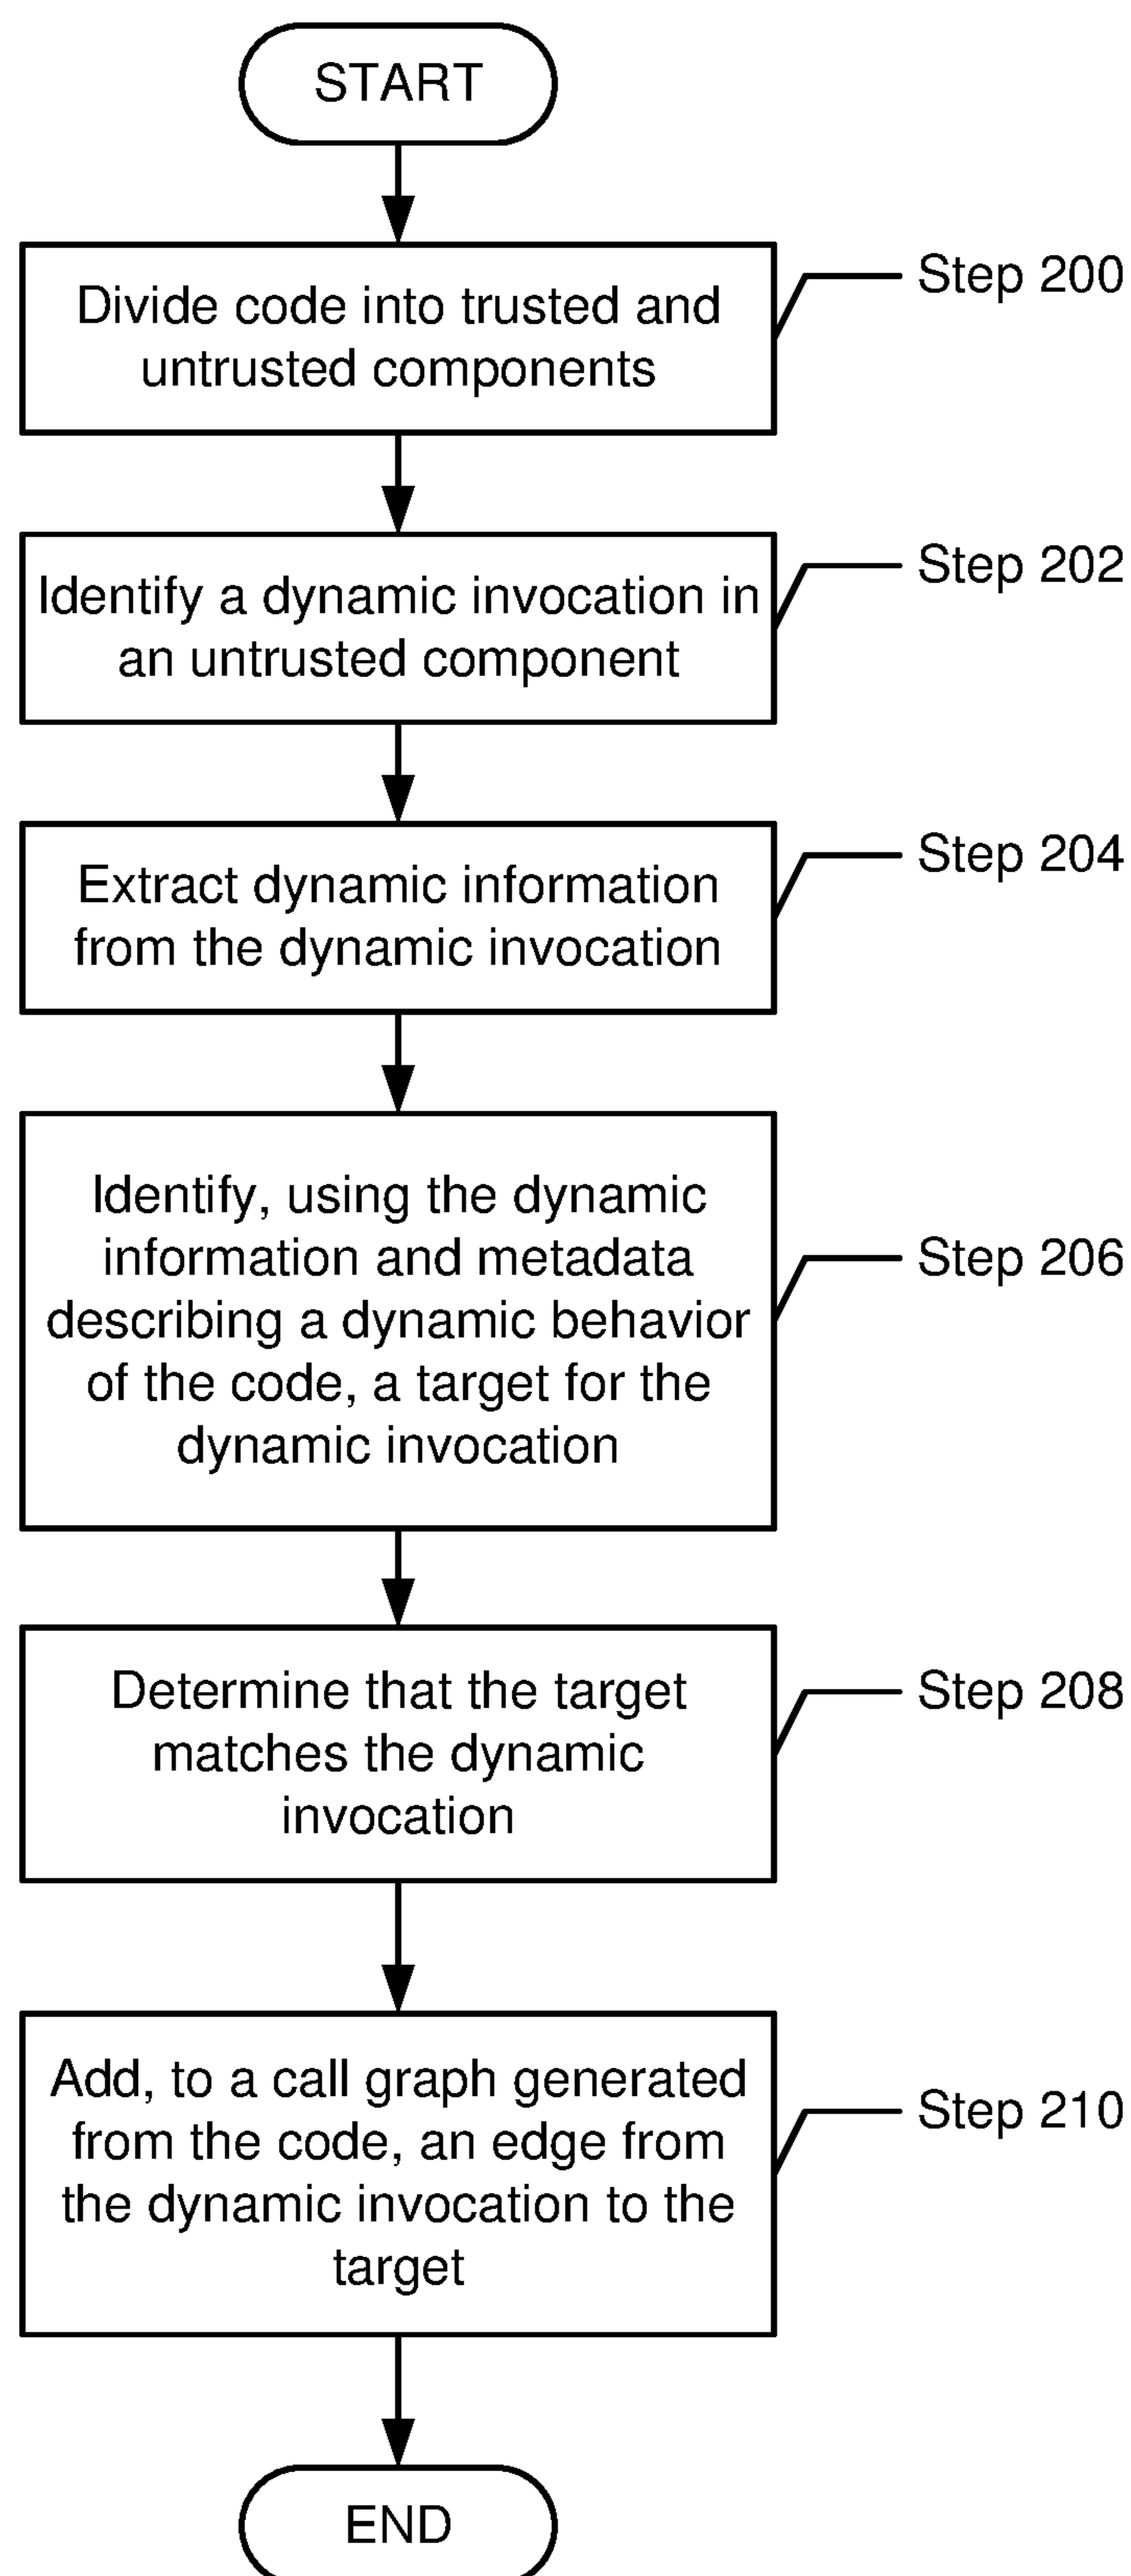 START
Divide code into trusted and
untrusted components
Step 200
Identify a dynamic invocation in
an untrusted component
Step 202
Extract dynamic information
from the dynamic invocation
Step 204
Identify, using the dynamic
information and metadata
describing a dynamic behavior
of the code, a target for the
dynamic invocation
Step 206
Determine that the target
matches the dynamic
invocation
Step 208
Add, to a call graph generated
from the code, an edge from
the dynamic invocation to the
target
Step 210
END